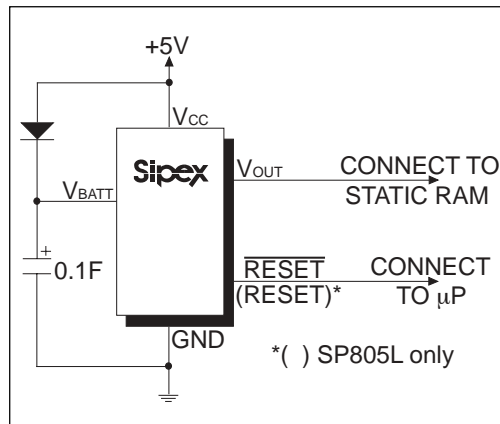 +5V
VCC
Sipex
VBATT
VOUT
CONNECT TO
STATIC RAM
+
0.1F
RESET
(RESET)*
CONNECT
TO μP
GND
*( ) SP805L only